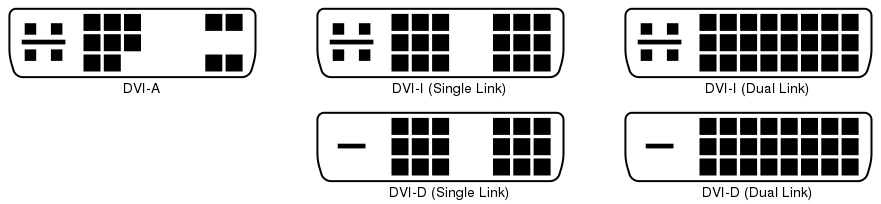 DVI-A
DVI-I (Single Link)
DVI-I (Dual Link)
DVI-D (Single Link)
DVI-D (Dual Link)